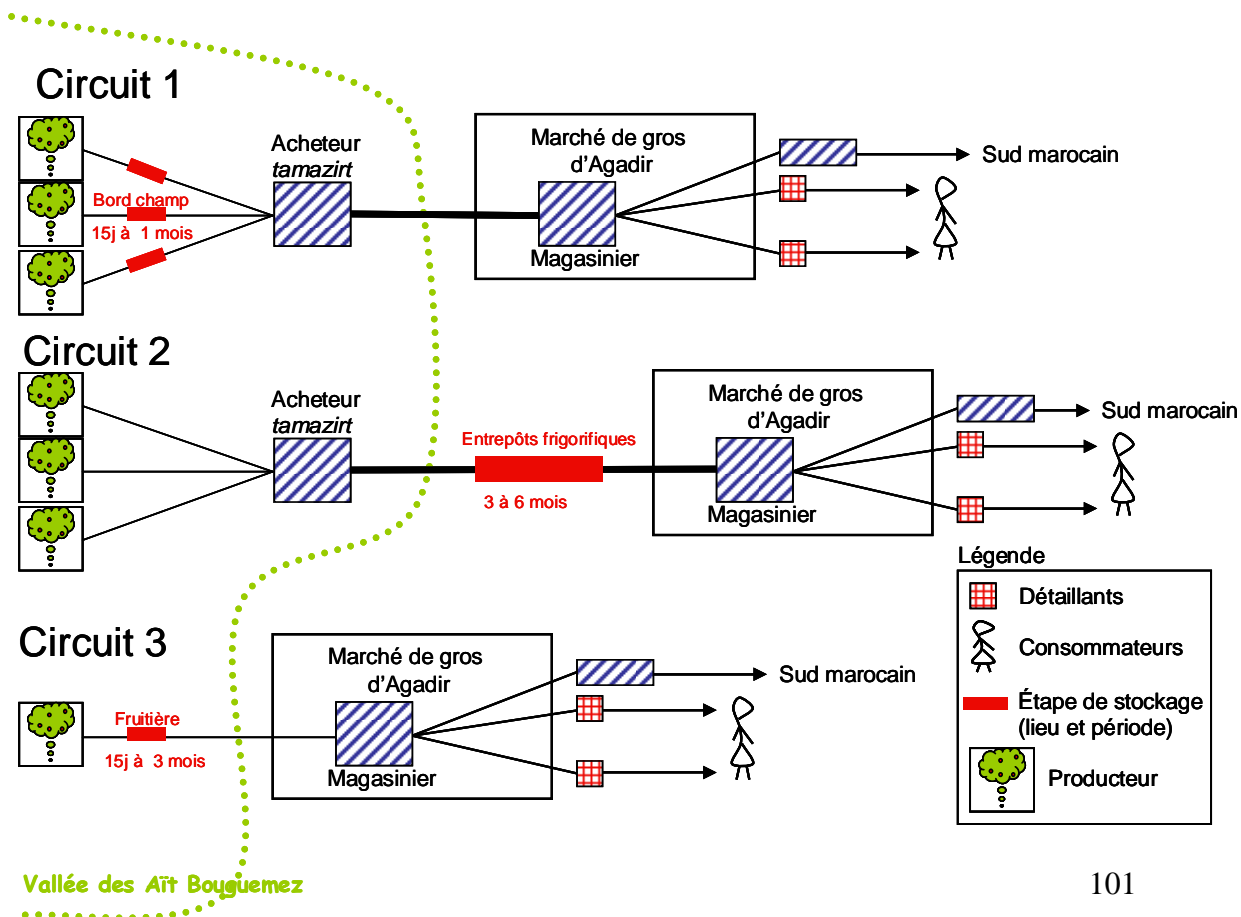 Circuit 1
Bord champ
15j à 1 mois
Acheteur
tamazirt
Marché de gros
d'Agadir
Magasinier
Sud marocain
Circuit 2
Acheteur
tamazirt
Entrepôts frigorifiques
3 à 6 mois
Marché de gros
d'Agadir
Magasinier
Sud marocain
Légende
Détaillants
Consommateurs
Étape de stockage
(lieu et période)
Producteur
Circuit 3
Fruitière
15j à 3 mois
Marché de gros
d'Agadir
Magasinier
Sud marocain
Vallée des Aït Bouguemez
101